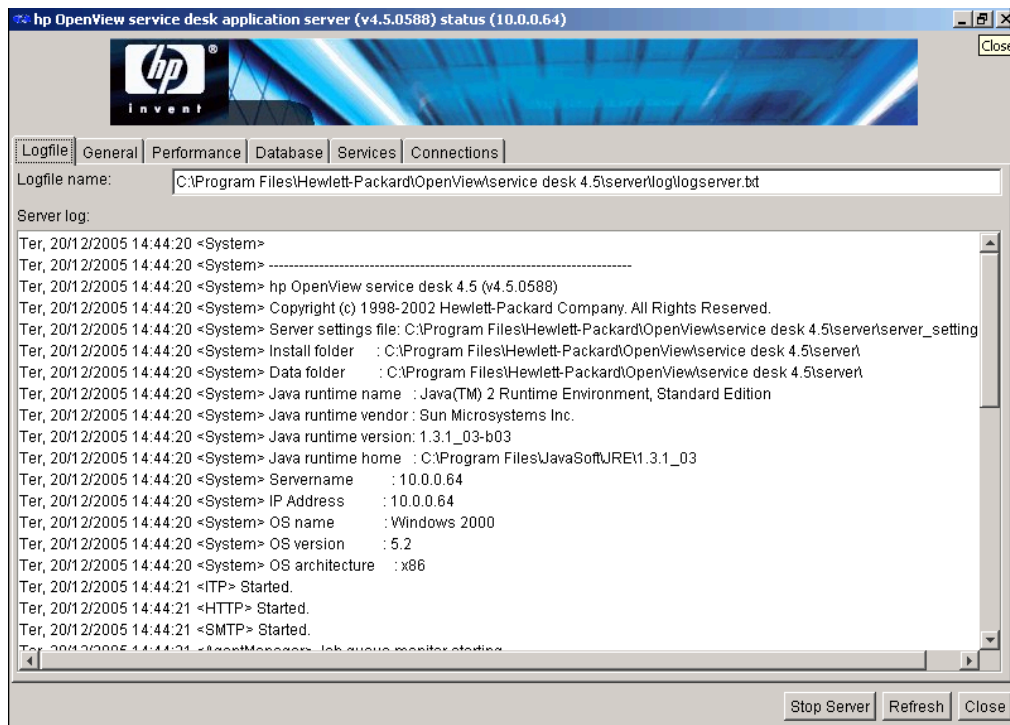 hp OpenView service desk application server (v4.5.0588) status (10.0.0.64)
Close
hp ®
invent
Logfile General Performance Database Services Connections
Logfile name: C:\Program Files\Hewlett-Packard\OpenView\service desk 4.5\server\log\logserver.txt
Server log:
Ter, 20/12/2005 14:44:20 <System>
Ter, 20/12/2005 14:44:20 <System> -------------------------------------------------------------------------
Ter, 20/12/2005 14:44:20 <System> hp OpenView service desk 4.5 (v4.5.0588)
Ter, 20/12/2005 14:44:20 <System> Copyright (c) 1998-2002 Hewlett-Packard Company. All Rights Reserved.
Ter, 20/12/2005 14:44:20 <System> Server settings file: C:\Program Files\Hewlett-Packard\OpenView\service desk 4.5\server\server_setting
Ter, 20/12/2005 14:44:20 <System> Install folder : C:\Program Files\Hewlett-Packard\OpenView\service desk 4.5\server\
Ter, 20/12/2005 14:44:20 <System> Data folder : C:\Program Files\Hewlett-Packard\OpenView\service desk 4.5\server\
Ter, 20/12/2005 14:44:20 <System> Java runtime name : Java(TM) 2 Runtime Environment, Standard Edition
Ter, 20/12/2005 14:44:20 <System> Java runtime vendor : Sun Microsystems Inc.
Ter, 20/12/2005 14:44:20 <System> Java runtime version: 1.3.1_03-b03
Ter, 20/12/2005 14:44:20 <System> Java runtime home : C:\Program Files\JavaSoft\JRE\1.3.1_03
Ter, 20/12/2005 14:44:20 <System> Servername : 10.0.0.64
Ter, 20/12/2005 14:44:20 <System> IP Address : 10.0.0.64
Ter, 20/12/2005 14:44:20 <System> OS name : Windows 2000
Ter, 20/12/2005 14:44:20 <System> OS version : 5.2
Ter, 20/12/2005 14:44:20 <System> OS architecture : x86
Ter, 20/12/2005 14:44:21 <ITP> Started.
Ter, 20/12/2005 14:44:21 <HTTP> Started.
Ter, 20/12/2005 14:44:21 <SMTP> Started.
Ter, 20/12/2005 14:44:21 <AgentManager> Job queue monitor starting
Stop Server Refresh Close